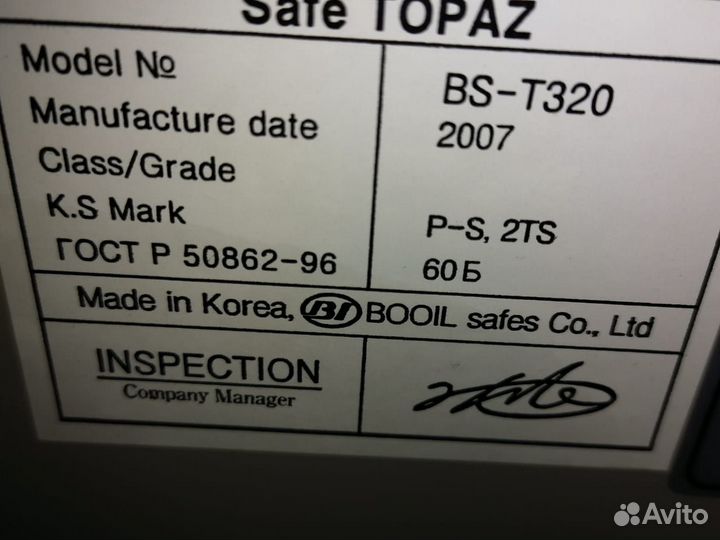 Safe TOPAZ
Model № BS-T320
Manufacture date 2007
Class/Grade
K.S Mark P-S, 2TS
ГОСТ Р 50862-96 60Б
Made in Korea, BI BOOIL safes Co., Ltd
INSPECTION
Company Manager
Avito